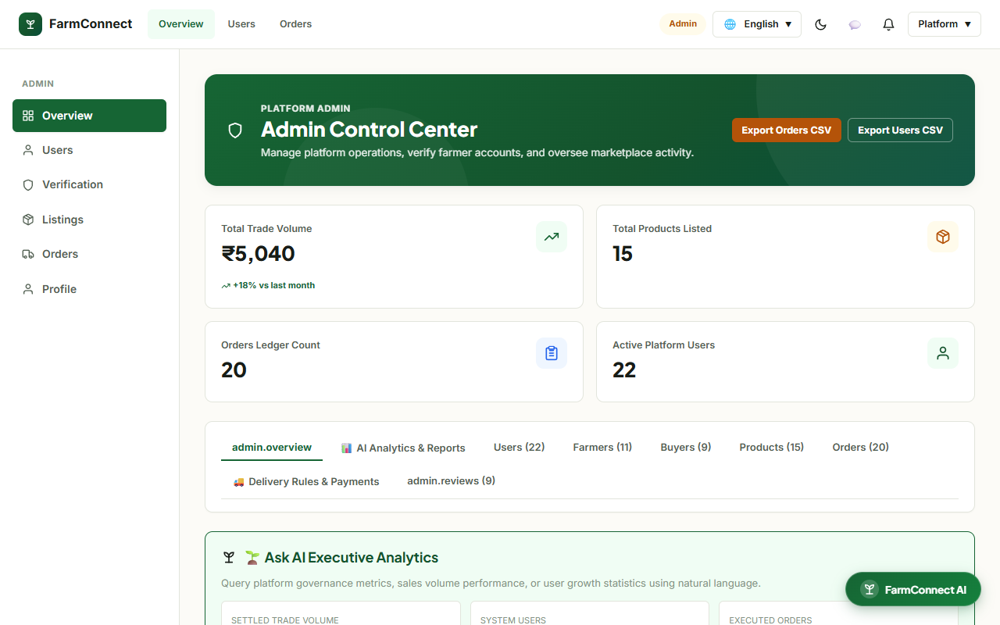 FarmConnect
Overview
Users
Orders
Admin
English ▼
Platform ▼
ADMIN
Overview
Users
Verification
Listings
Orders
Profile
PLATFORM ADMIN
Admin Control Center
Manage platform operations, verify farmer accounts, and oversee marketplace activity.
Export Orders CSV
Export Users CSV
Total Trade Volume
₹5,040
+18% vs last month
Total Products Listed
15
Orders Ledger Count
20
Active Platform Users
22
admin.overview
AI Analytics & Reports
Users (22)
Farmers (11)
Buyers (9)
Products (15)
Orders (20)
Delivery Rules & Payments
admin.reviews (9)
Ask AI Executive Analytics
Query platform governance metrics, sales volume performance, or user growth statistics using natural language.
FarmConnect AI
SETTLED TRADE VOLUME
SYSTEM USERS
EXECUTED ORDERS